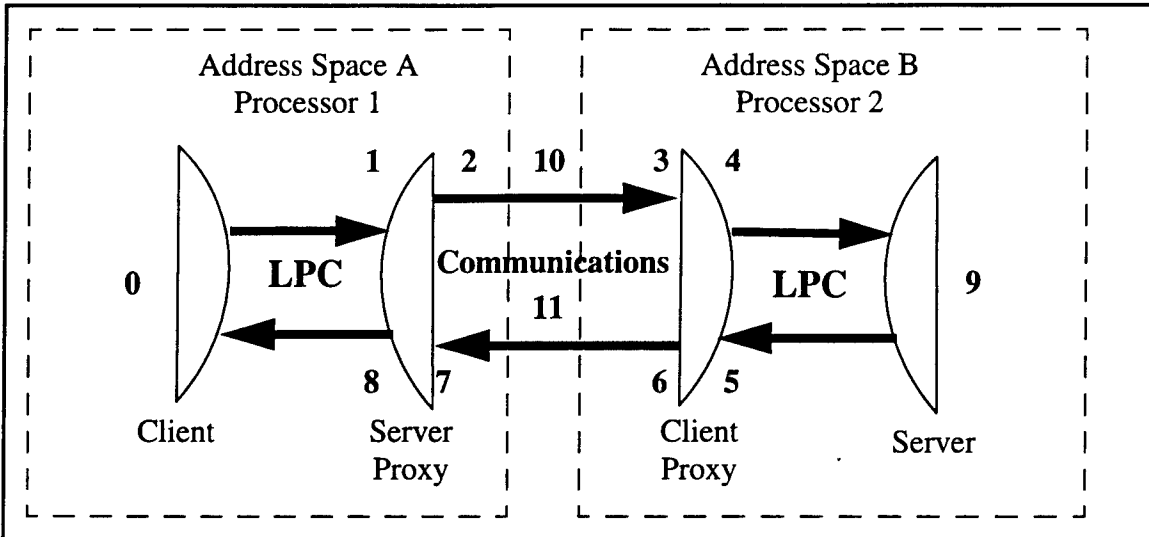 Address Space A
Processor 1
Address Space B
Processor 2
1
2
10
3
4
0
LPC
Communications
LPC
9
11
8
7
6
5
Client
Server
Proxy
Client
Proxy
Server